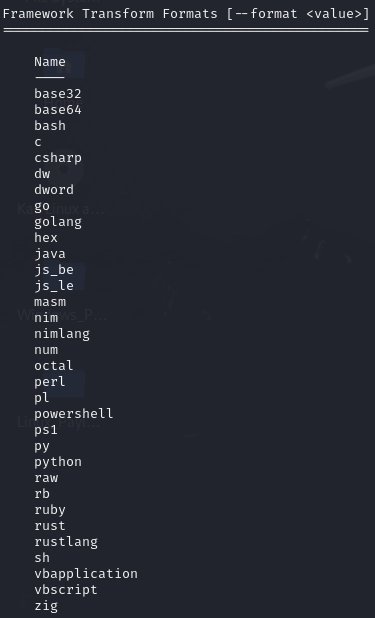 Framework Transform Formats [--format <value>]
==============================================
Name
----
base32
base64
bash
c
csharp
dw
dword
go
golang
hex
java
js_be
js_le
masm
nim
nimlang
num
octal
perl
pl
powershell
ps1
py
python
raw
rb
ruby
rust
rustlang
sh
vbapplication
vbscript
zig